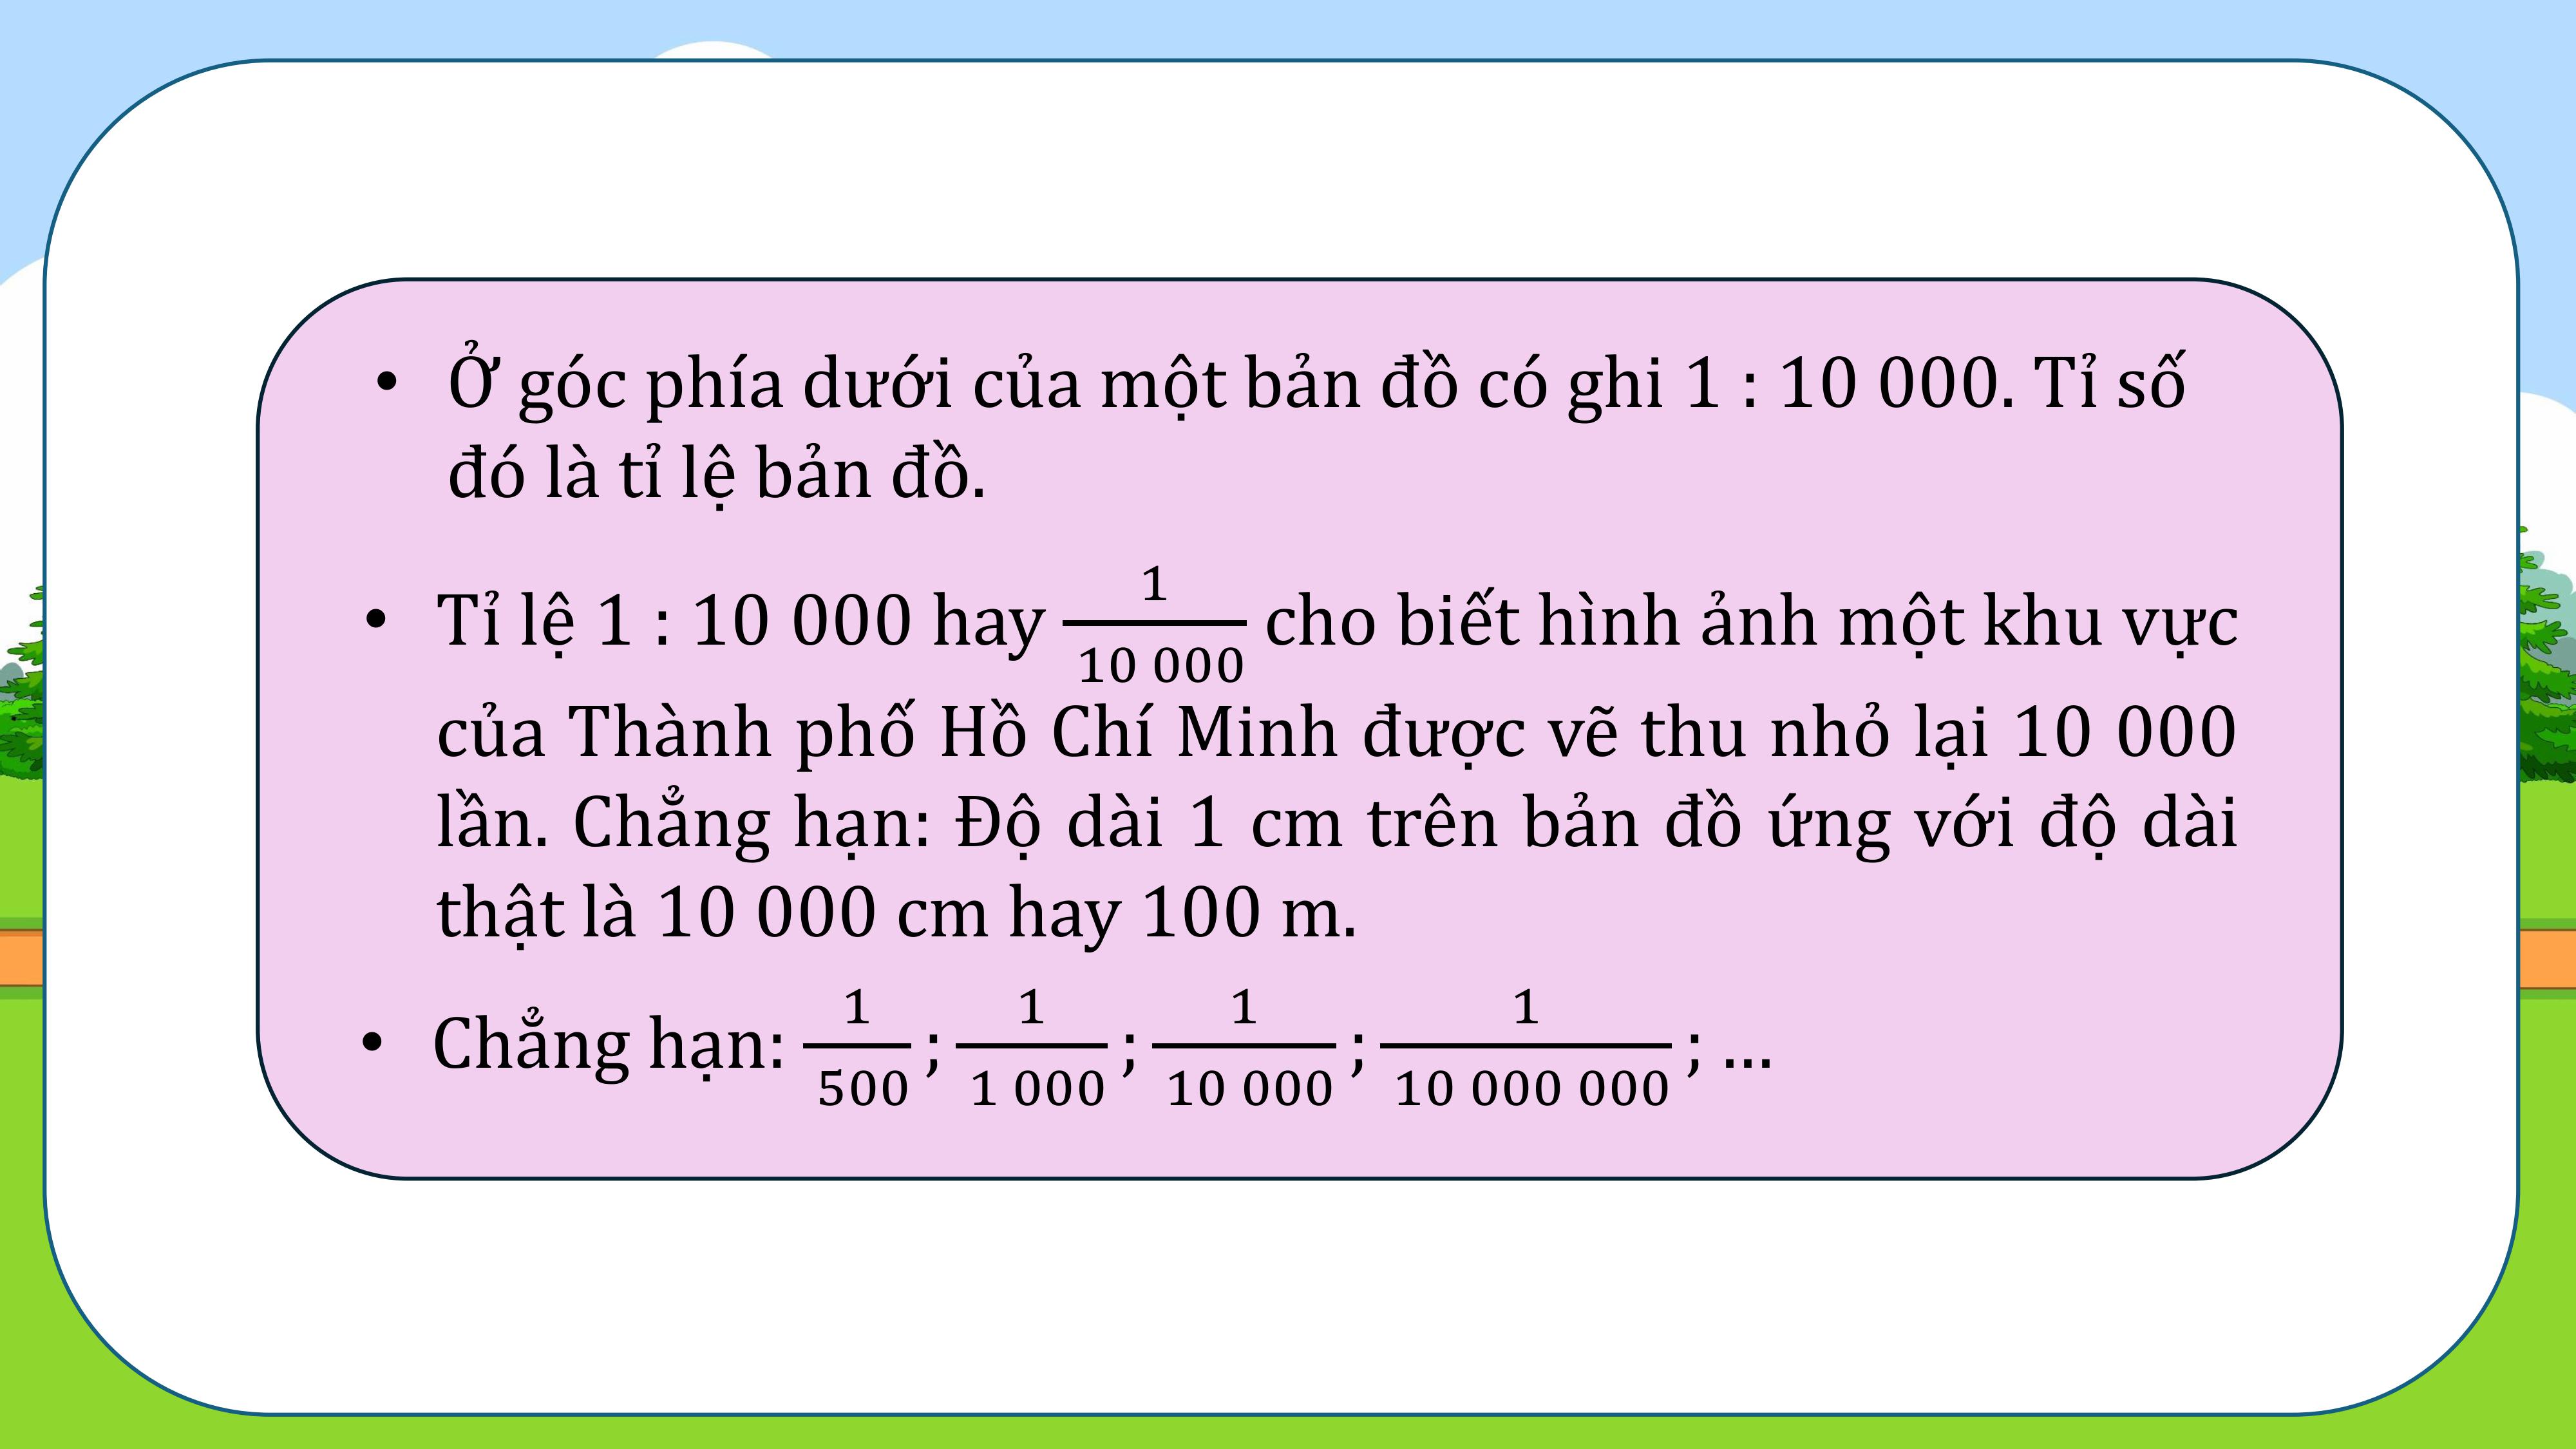 • Ở góc phía dưới của một bản đồ có ghi 1 : 10 000. Tỉ số
đó là tỉ lệ bản đồ.
• Tỉ lệ 1 : 10 000 hay 1/10 000 cho biết hình ảnh một khu vực
của Thành phố Hồ Chí Minh được vẽ thu nhỏ lại 10 000
lần. Chẳng hạn: Độ dài 1 cm trên bản đồ ứng với độ dài
thật là 10 000 cm hay 100 m.
• Chẳng hạn: 1/500 ; 1/1 000 ; 1/10 000 ; 1/10 000 000 ; ...